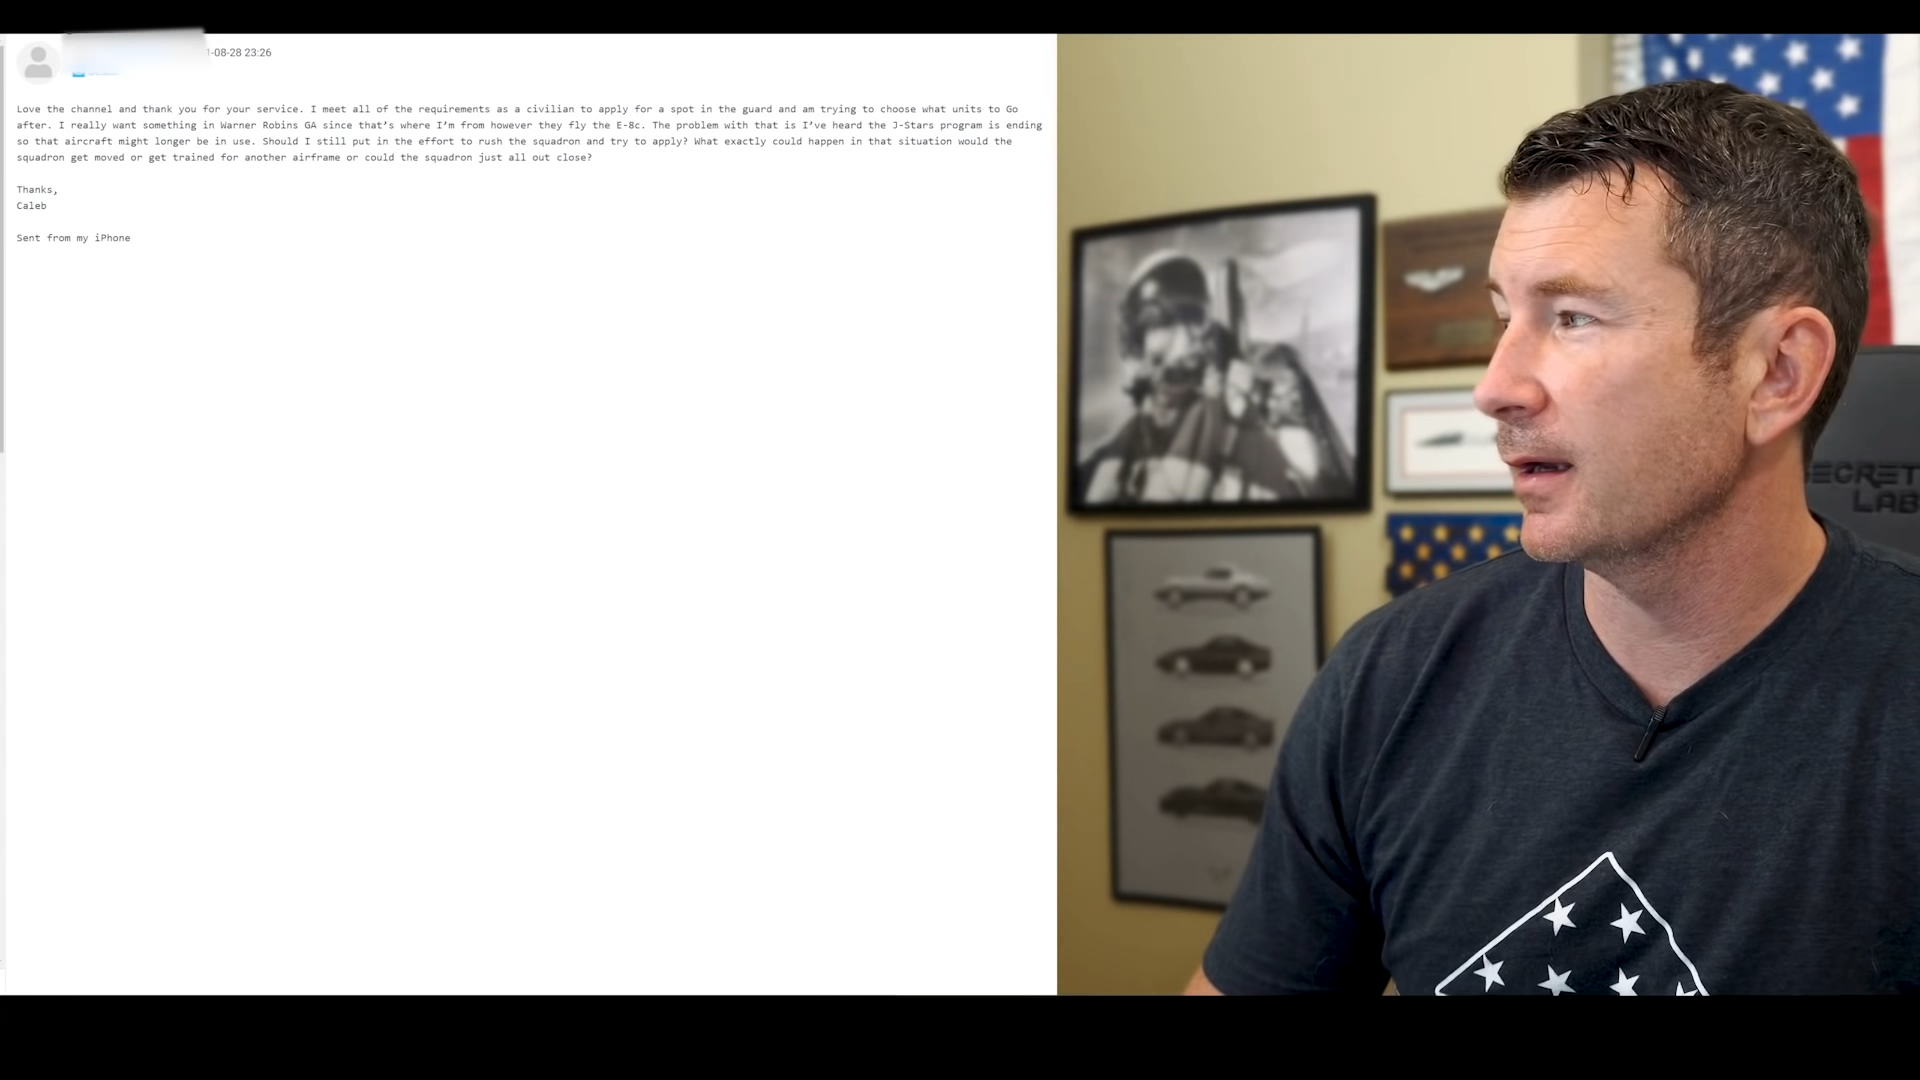 -08-28 23:26
Love the channel and thank you for your service. I meet all of the requirements as a civilian to apply for a spot in the guard and am trying to choose what units to Go
after. I really want something in Warner Robins GA since that’s where I’m from however they fly the E-8c. The problem with that is I’ve heard the J-Stars program is ending
so that aircraft might longer be in use. Should I still put in the effort to rush the squadron and try to apply? What exactly could happen in that situation would the
squadron get moved or get trained for another airframe or could the squadron just all out close?
Thanks,
Caleb
Sent from my iPhone
SECRET
LAB